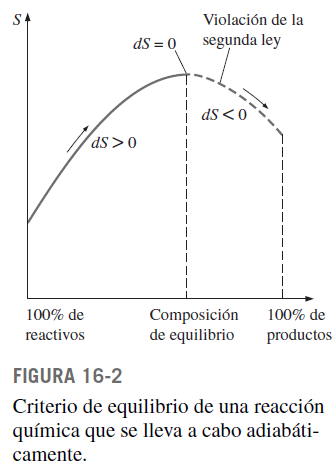 S
Violación de la
segunda ley
dS = 0
dS < 0
dS > 0
100% de
reactivos
Composición
de equilibrio
100% de
productos
FIGURA 16-2
Criterio de equilibrio de una reacción
química que se lleva a cabo adiabáti-
camente.